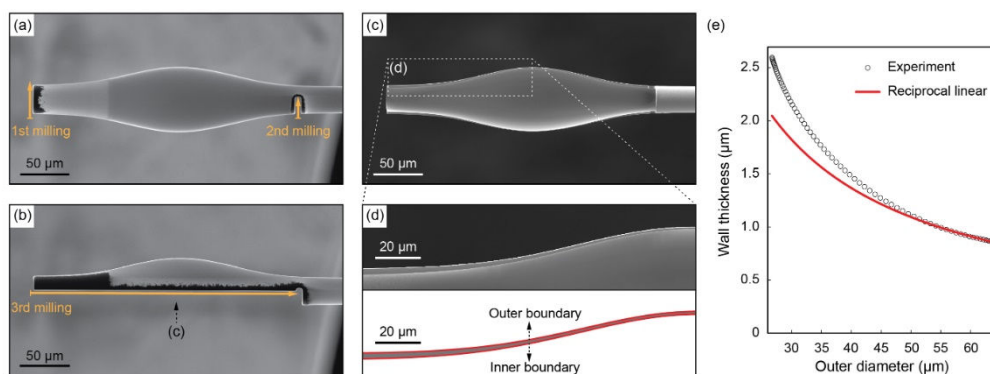 (a)
1st milling
2nd milling
50 µm
(b)
3rd milling
(c)
50 µm
(c)
(d)
50 µm
(d)
20 µm
20 µm
Outer boundary
Inner boundary
(e)
Experiment
Reciprocal linear
Wall thickness (µm)
2.5
2.0
1.5
1.0
0.5
0
30 35 40 45 50 55 60
Outer diameter (µm)